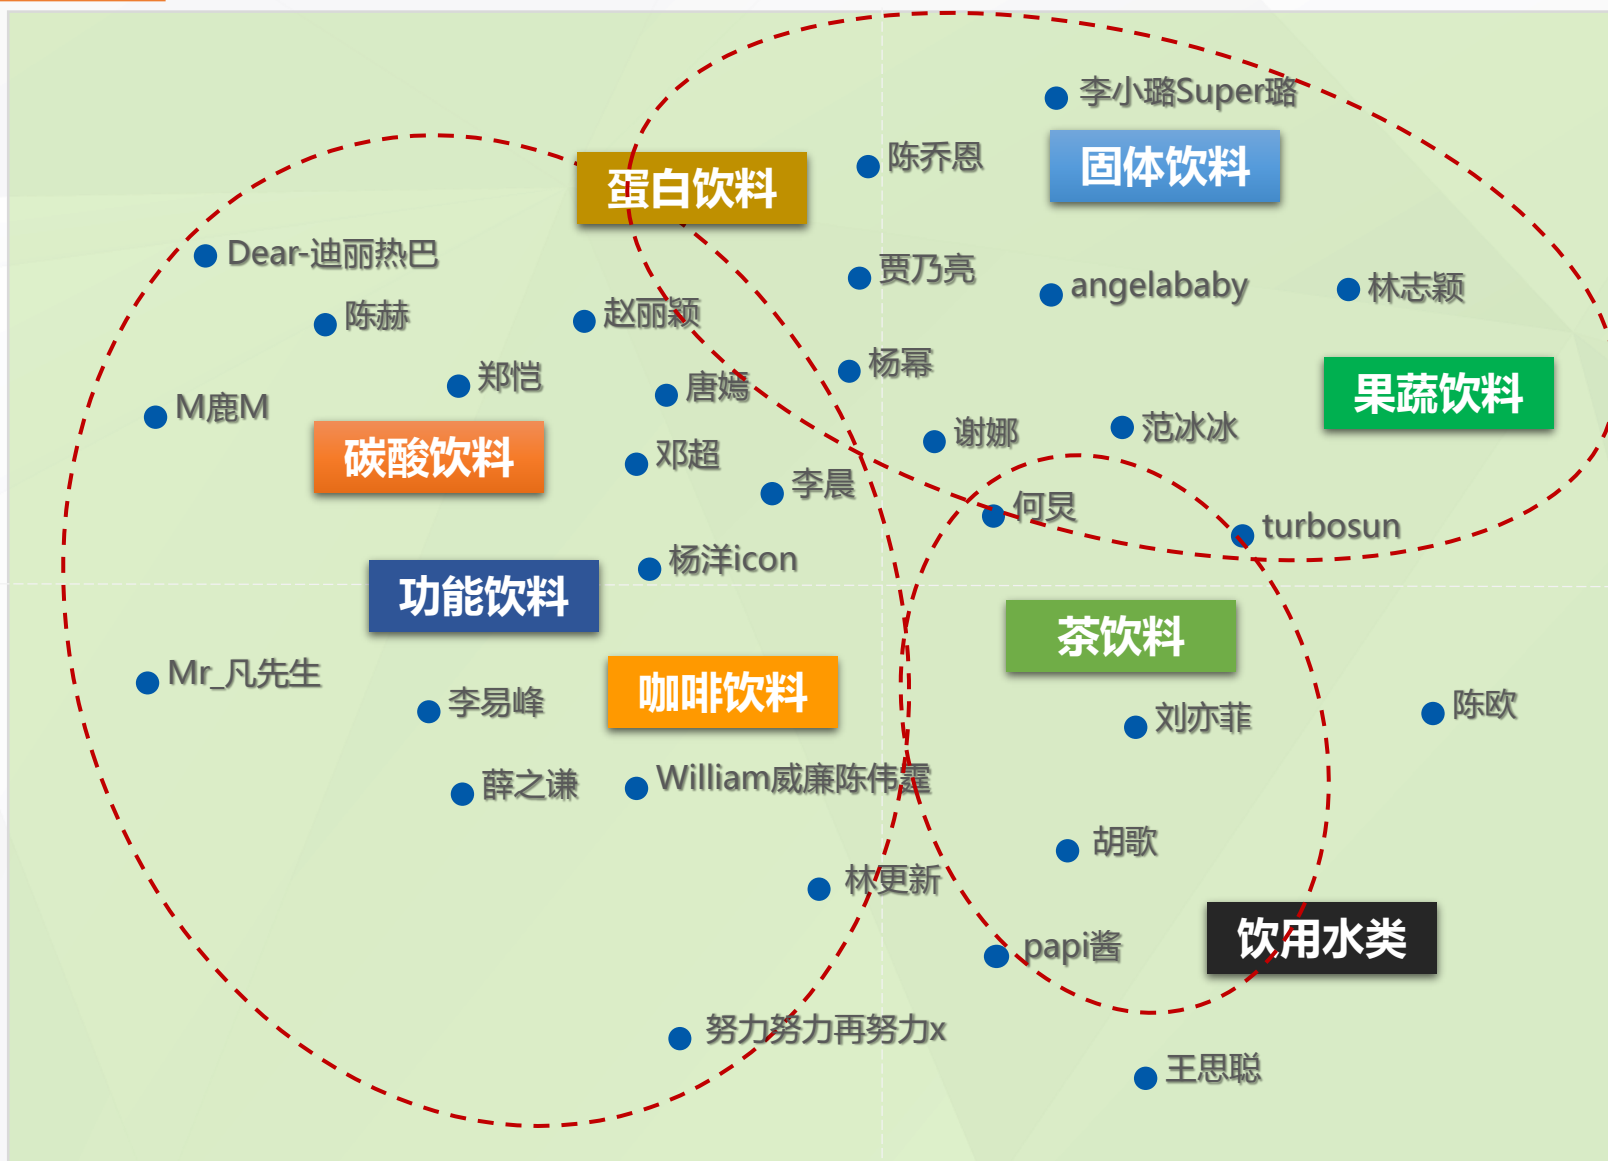 李小璐Super璐
陈乔恩
固体饮料
蛋白饮料
Dear-迪丽热巴
贾乃亮
angelababy
林志颖
陈赫
赵丽颖
郑恺
唐嫣
杨幂
果蔬饮料
M鹿M
谢娜
范冰冰
碳酸饮料
邓超
李晨
何炅
turbosun
杨洋icon
功能饮料
茶饮料
Mr_凡先生
李易峰
咖啡饮料
刘亦菲
陈欧
薛之谦
William威廉陈伟霆
胡歌
林更新
papi酱
饮用水类
努力努力再努力x
王思聪